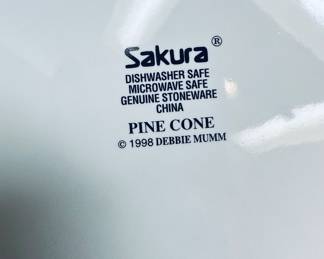 Sakura®
DISHWASHER SAFE
MICROWAVE SAFE
GENUINE STONEWARE
CHINA
PINE CONE
© 1998 DEBBIE MUMM